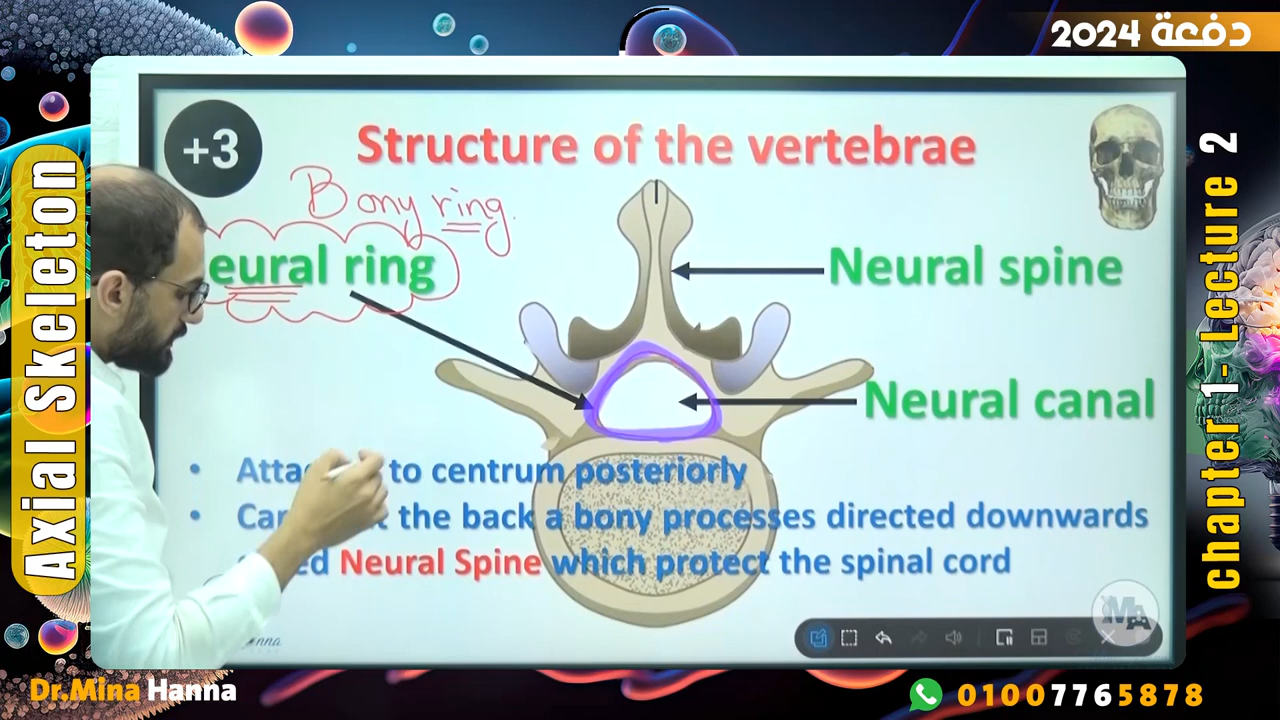 دفعة 2024
+3
Structure of the vertebrae
Bony ring.
eural ring
Neural spine
Neural canal
to centrum posteriorly
the back a bony processes directed downwards
Neural Spine which protect the spinal cord
MA
Axial Skeleton
chapter 1- Lecture 2
Dr.Mina Hanna
01007765878